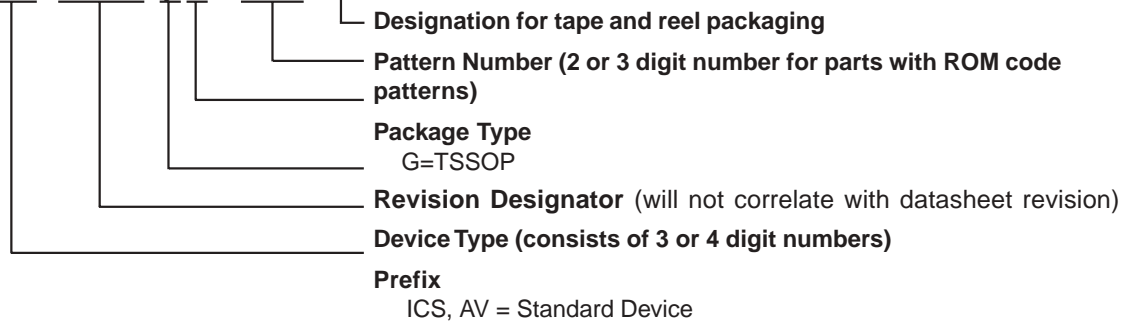 Designation for tape and reel packaging
Pattern Number (2 or 3 digit number for parts with ROM code
patterns)
Package Type
G=TSSOP
Revision Designator (will not correlate with datasheet revision)
Device Type (consists of 3 or 4 digit numbers)
Prefix
ICS, AV = Standard Device